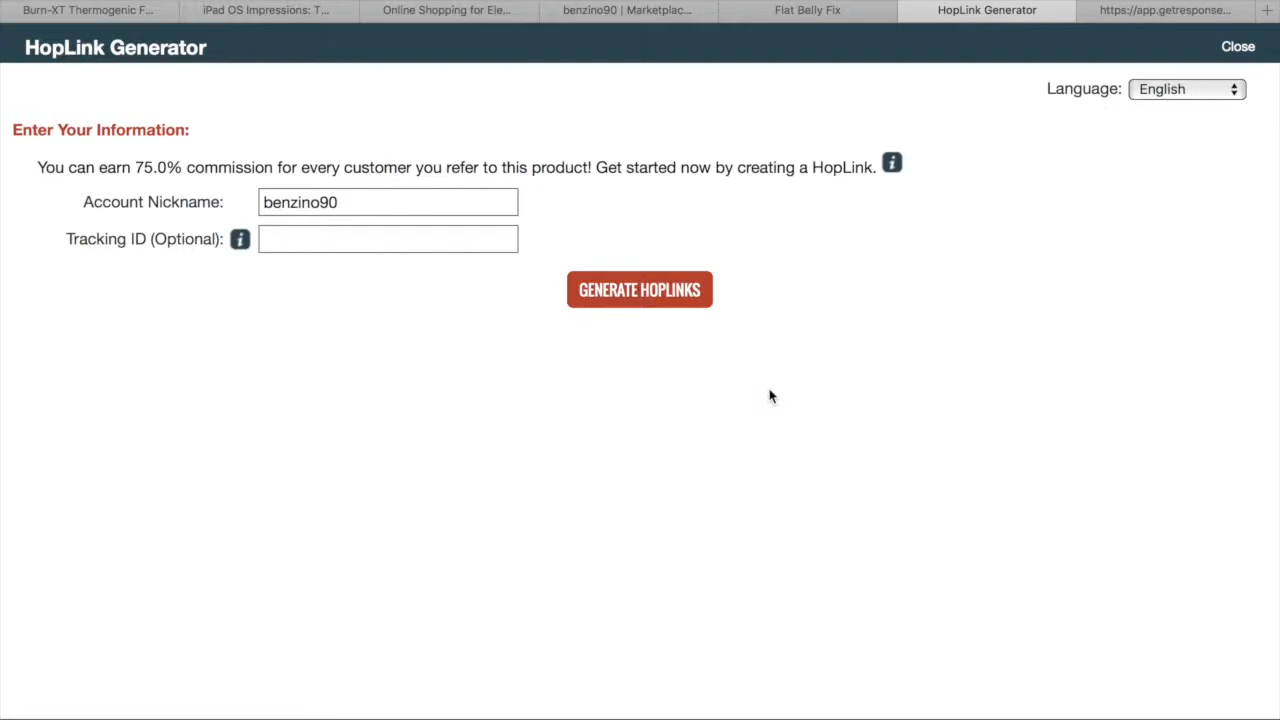 Burn-XT Thermogenic F...
iPad OS Impressions: T...
Online Shopping for Ele...
benzino90 | Marketplac...
Flat Belly Fix
HopLink Generator
https://app.getresponse...
HopLink Generator
Close
Language: English
Enter Your Information:
You can earn 75.0% commission for every customer you refer to this product! Get started now by creating a HopLink. i
Account Nickname: benzino90
Tracking ID (Optional): i
GENERATE HOPLINKS